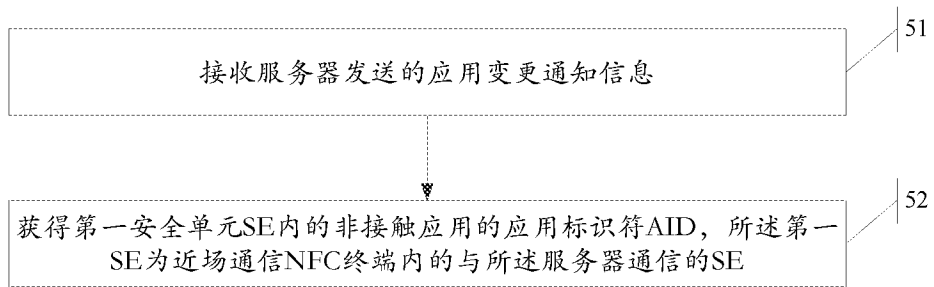 51
接收服务器发送的应用变更通知信息
52
获得第一安全单元SE内的非接触应用的应用标识符AID，所述第一
SE为近场通信NFC终端内的与所述服务器通信的SE